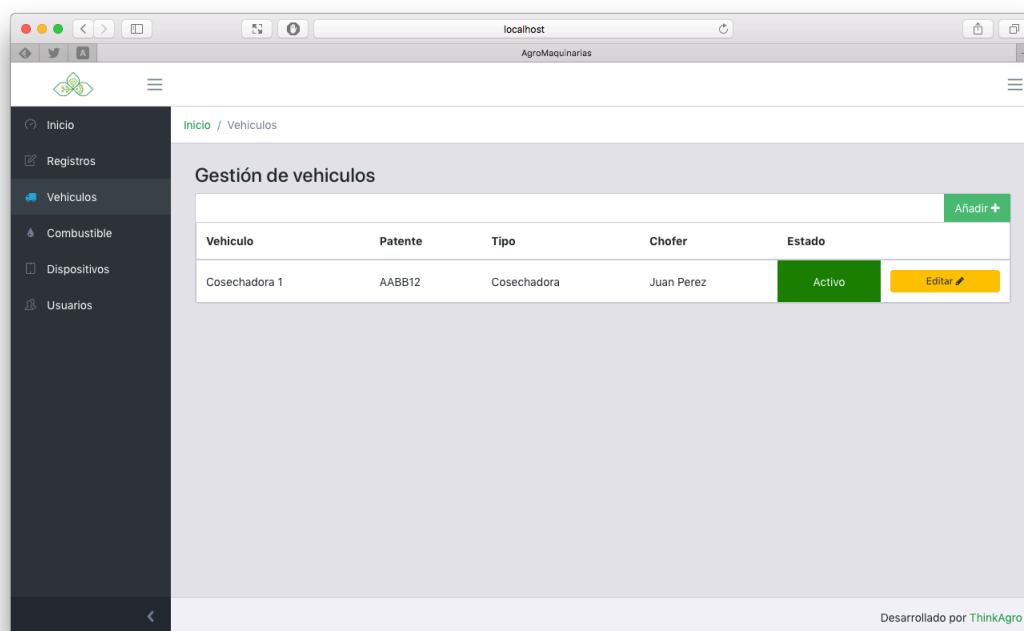 localhost
A
AgroMaquinarias
Inicio
Registros
Vehiculos
Combustible
Dispositivos
Usuarios
Inicio / Vehiculos
Gestión de vehiculos
Añadir
Vehiculo Patente Tipo Chofer Estado
Cosechadora 1 AABB12 Cosechadora Juan Perez Activo Editar
Desarrollado por ThinkAgro